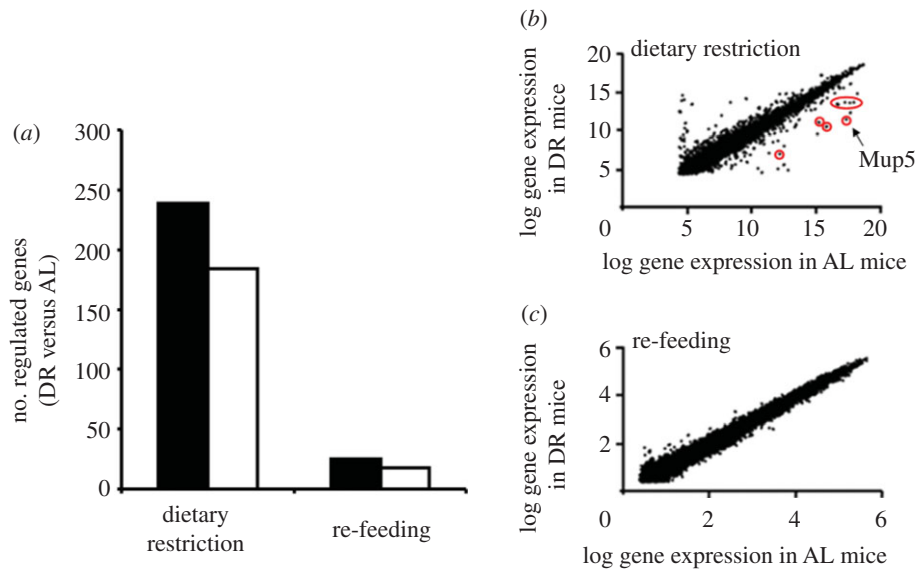 (a)
300
250
200
150
100
50
0
no. regulated genes
(DR versus AL)
dietary
restriction
re-feeding
(b)
dietary restriction
20
15
10
5
0
5
10
15
20
log gene expression
in DR mice
Mup5
log gene expression in AL mice
(c)
re-feeding
6
4
2
0
2
4
6
log gene expression
in DR mice
log gene expression in AL mice